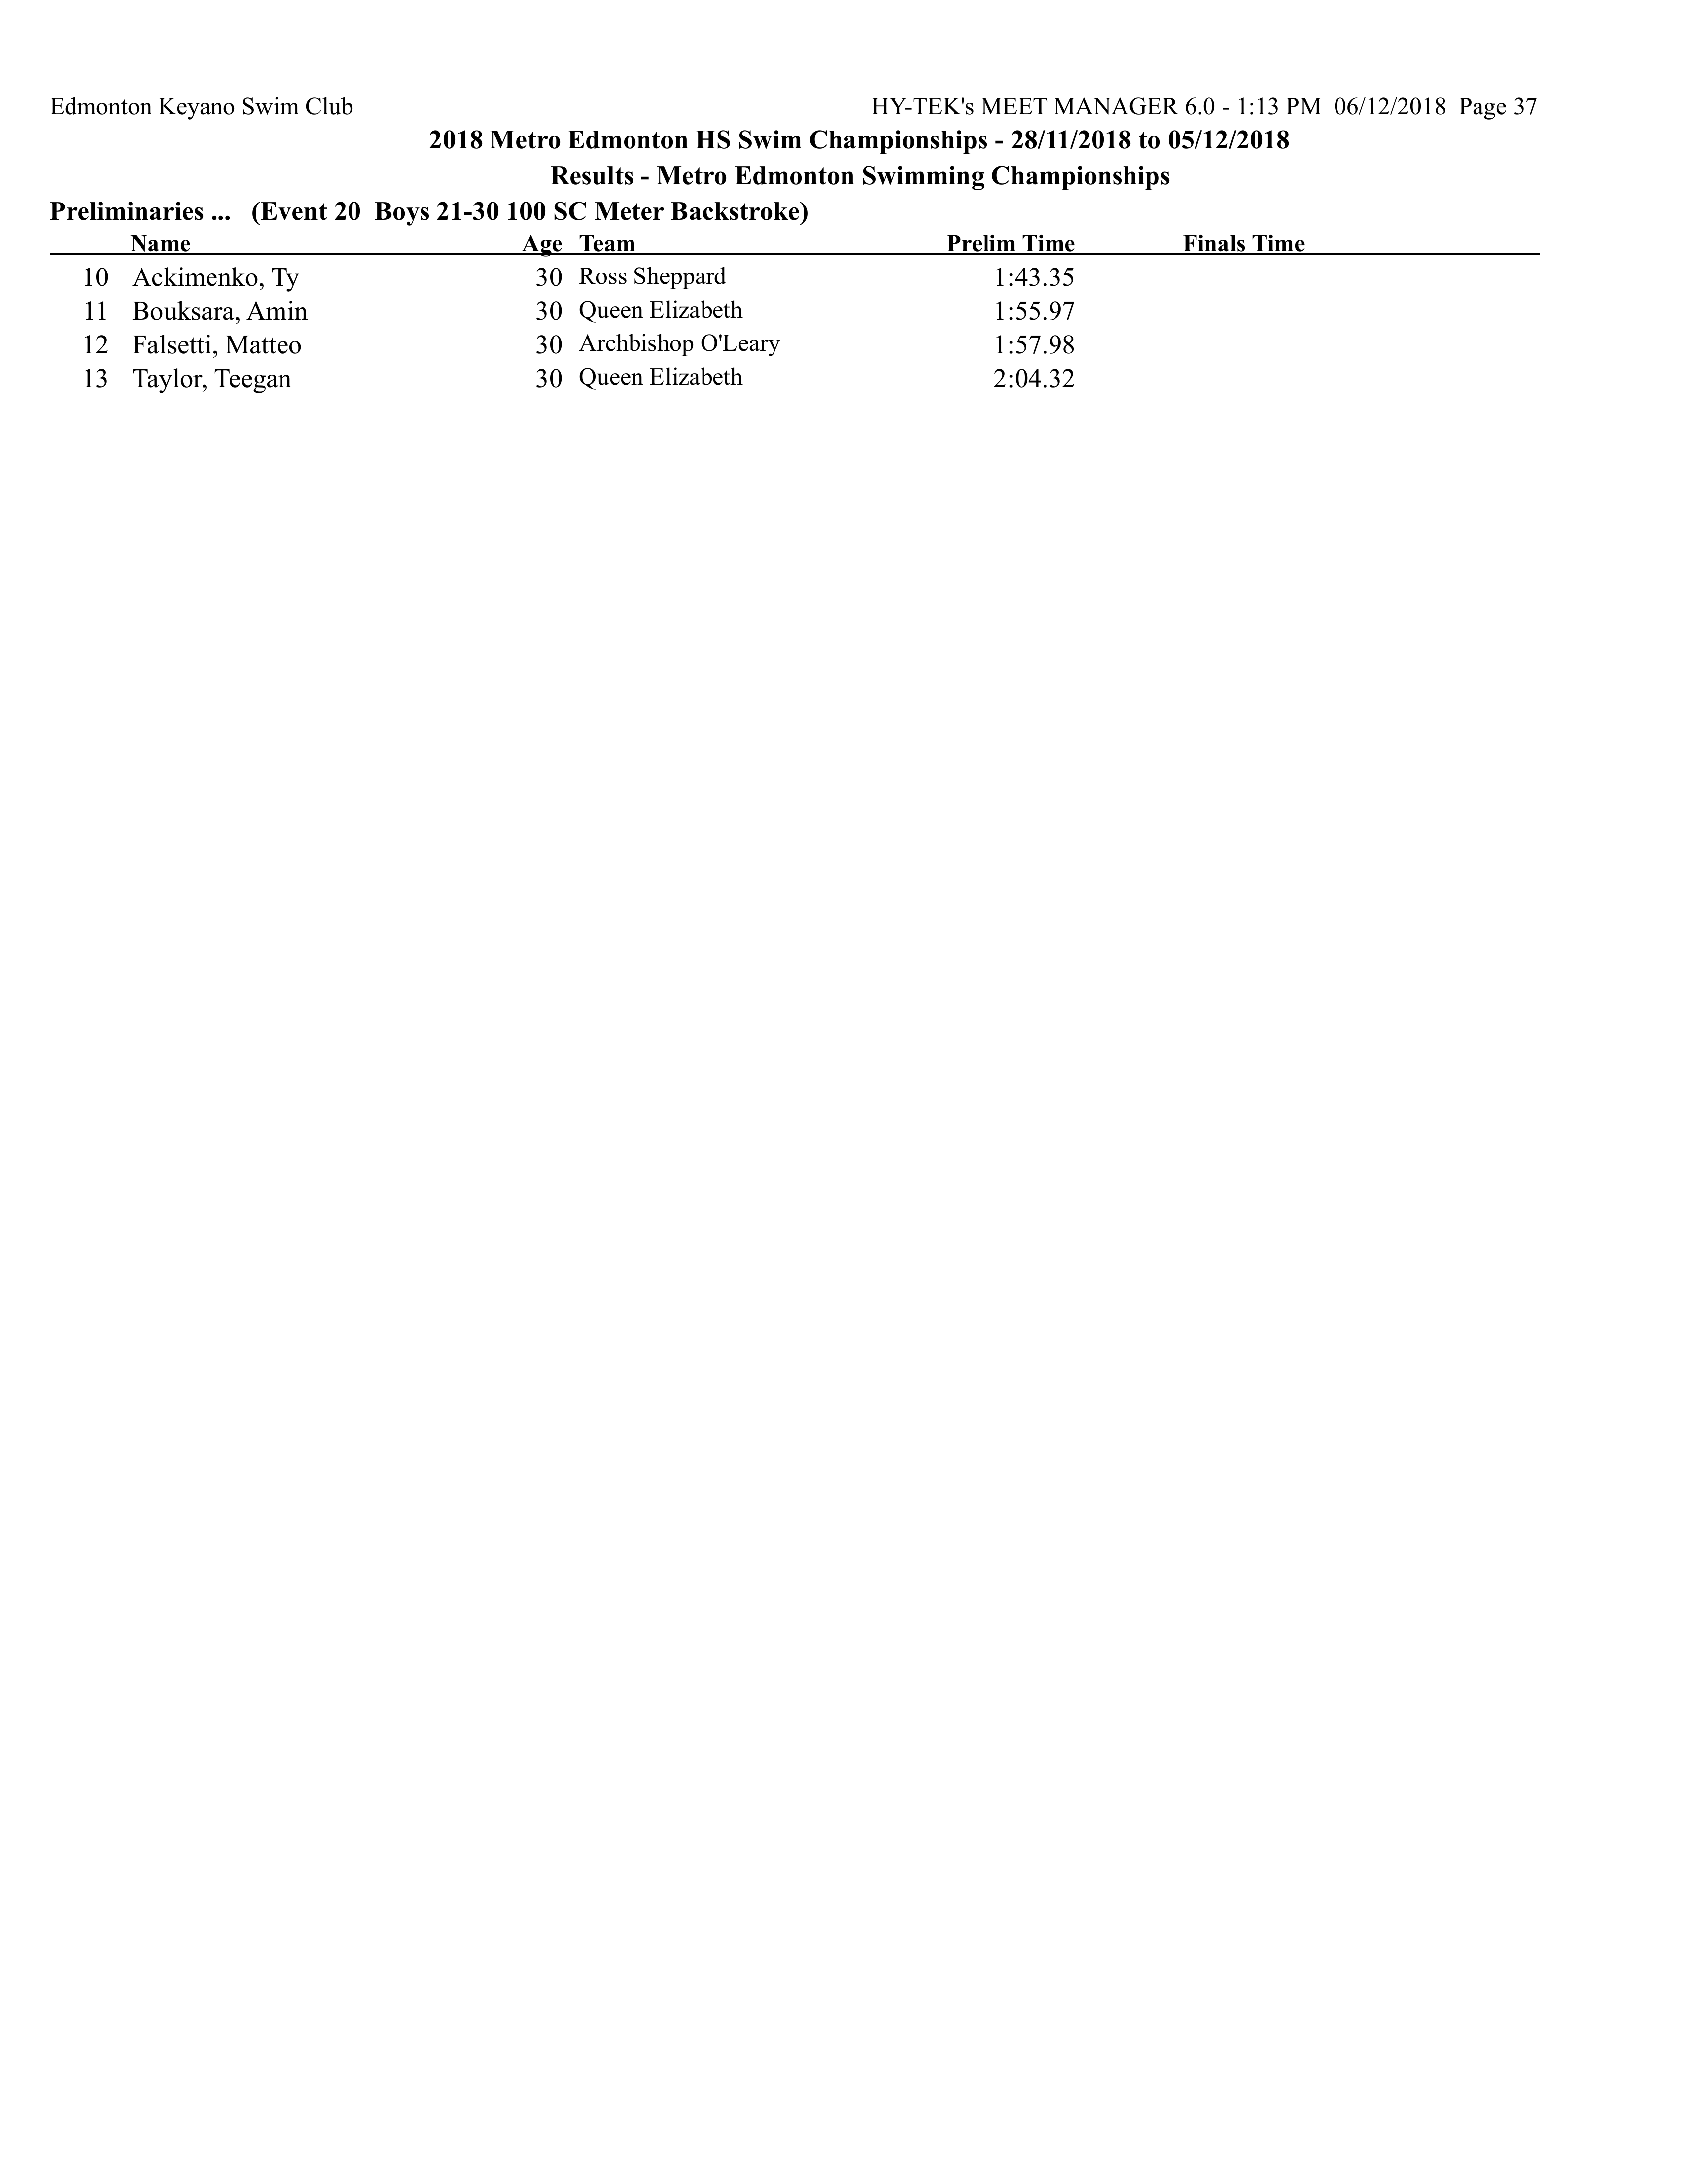 Edmonton Keyano Swim Club HY-TEK's MEET MANAGER 6.0 - 1:13 PM 06/12/2018 Page 37
2018 Metro Edmonton HS Swim Championships - 28/11/2018 to 05/12/2018
Results - Metro Edmonton Swimming Championships
Preliminaries ... (Event 20 Boys 21-30 100 SC Meter Backstroke)
Name Age Team Prelim Time Finals Time
10 Ackimenko, Ty 30 Ross Sheppard 1:43.35
11 Bouksara, Amin 30 Queen Elizabeth 1:55.97
12 Falsetti, Matteo 30 Archbishop O'Leary 1:57.98
13 Taylor, Teegan 30 Queen Elizabeth 2:04.32